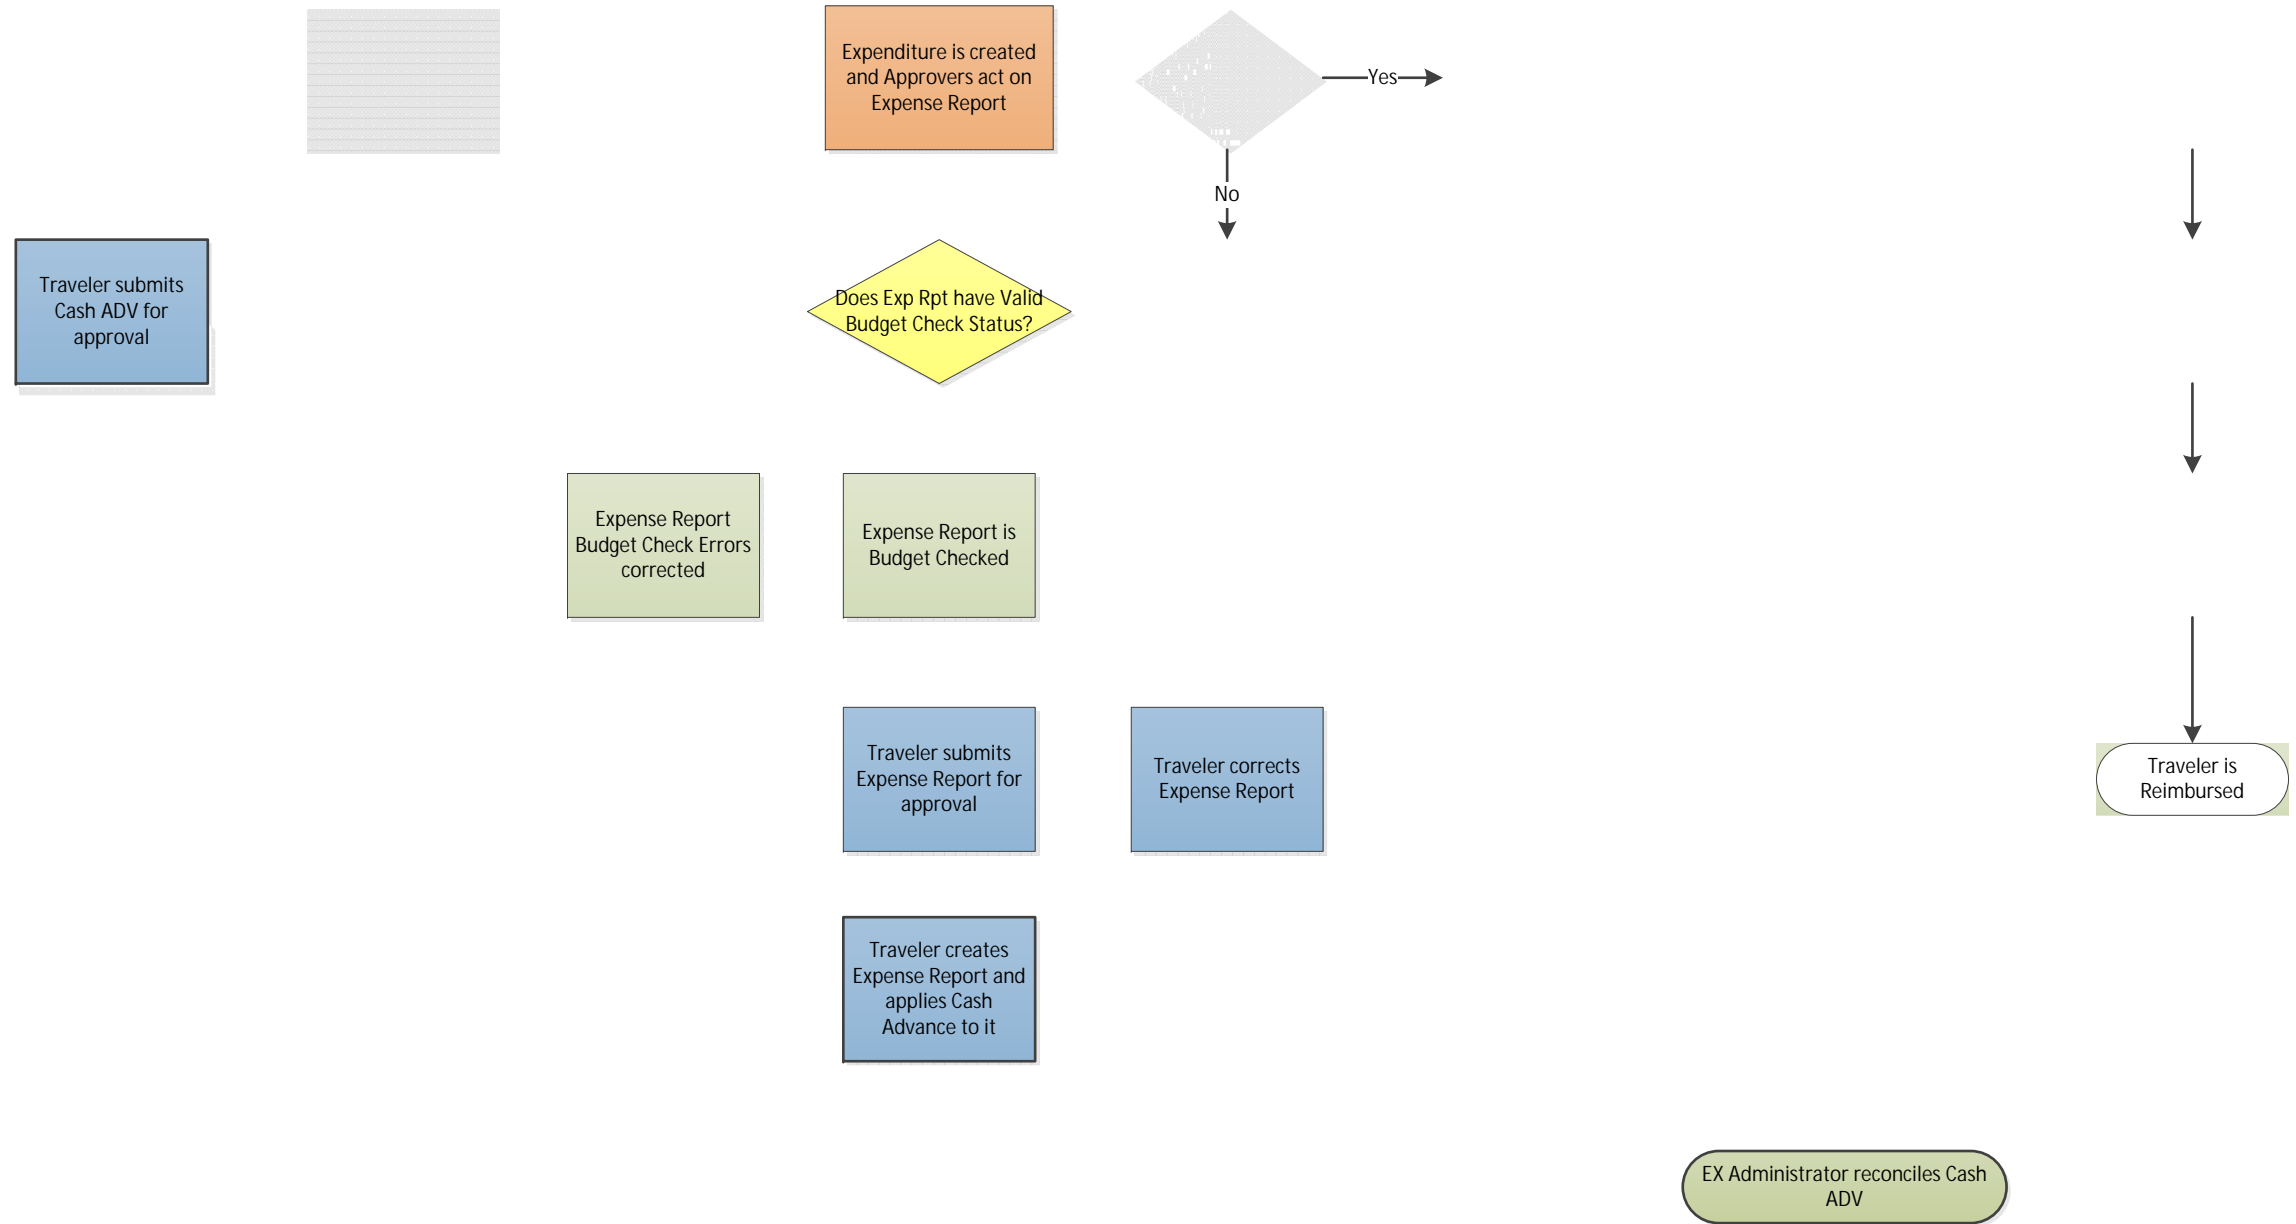 Expenditure is created
and Approvers act on
Expense Report
Yes
No
Traveler submits
Cash ADV for
approval
Does Exp Rpt have Valid
Budget Check Status?
Expense Report
Budget Check Errors
corrected
Expense Report is
Budget Checked
Traveler submits
Expense Report for
approval
Traveler corrects
Expense Report
Traveler is
Reimbursed
Traveler creates
Expense Report and
applies Cash
Advance to it
EX Administrator reconciles Cash
ADV